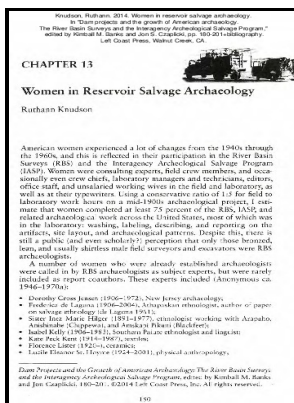 Knudson, Ruthann. 2014. Women in reservoir salvage archaeology.
In "Dam projects and the growth of American archaeology:
The River Basin Surveys and the Interagency Archeological Salvage Program,"
edited by Kimball M. Banks and Jon S. Czaplicki, pp. 180-201+bibliography.
Left Coast Press, Walnut Creek, CA.
CHAPTER 13
Women in Reservoir Salvage Archaeology
Ruthann Knudson
American women experienced a lot of changes from the 1940s through
the 1960s, and this is reflected in their participation in the River Basin
Surveys (RBS) and the Interagency Archeological Salvage Program
(IASP). Women were consulting experts, field crew members, and occa-
sionally even crew chiefs, laboratory managers and technicians, editors,
office staff, and unsalaried working wives in the field and laboratory, as
well as at their typewriters. Using a conservative ratio of 1:5 for field to
laboratory work hours on a mid-1900s archaeological project, I esti-
mate that women completed at least 75 percent of the RBS, IASP, and
related archaeological work across the United States, most of which was
in the laboratory: washing, labeling, describing, and reporting on the
artifacts, site layout, and archaeological patterns. Despite this, there is
still a public (and even scholarly?) perception that only those bronzed,
lean, and usually shirtless male field surveyors and excavators were RBS
archaeologists.
A number of women who were already established archaeologists
were called in by RBS archaeologists as subject experts, but were rarely
included as report coauthors. These experts included (Anonymous ca.
1946–1970a):
• Dorothy Cross Jensen (1906–1972), New Jersey archaeology;
• Frederica de Laguna (1906–2004), Athapaskan ethnologist, author of paper
on salvage ethnology (de Laguna 1951);
• Sister Inez Marie Hilger (1891–1977), ethnologist working with Arapaho,
Anishinabe (Chippewa), and Amskapi Pikuni (Blackfeet);
• Isabel Kelly (1906–1983), Southern Paiute ethnologist and linguist;
• Kate Peck Kent (1914–1987), textiles;
• Florence Lister (1920–), ceramics;
• Lucile Eleanor St. Hoyme (1924–2001), physical anthropology;
Dam Projects and the Growth of American Archaeology: The River Basin Surveys
and the Interagency Archeological Salvage Program, edited by Kimball M. Banks
and Jon Czaplicki, 180–201. ©2014 Left Coast Press, Inc. All rights reserved.
180